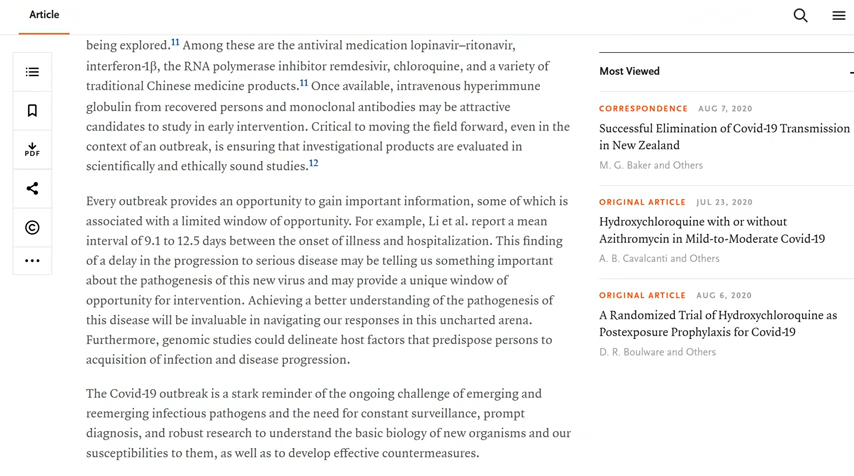 Article
being explored.11 Among these are the antiviral medication lopinavir–ritonavir,
interferon-1β, the RNA polymerase inhibitor remdesivir, chloroquine, and a variety of
traditional Chinese medicine products.11 Once available, intravenous hyperimmune
globulin from recovered persons and monoclonal antibodies may be attractive
candidates to study in early intervention. Critical to moving the field forward, even in the
context of an outbreak, is ensuring that investigational products are evaluated in
scientifically and ethically sound studies.12
Every outbreak provides an opportunity to gain important information, some of which is
associated with a limited window of opportunity. For example, Li et al. report a mean
interval of 9.1 to 12.5 days between the onset of illness and hospitalization. This finding
of a delay in the progression to serious disease may be telling us something important
about the pathogenesis of this new virus and may provide a unique window of
opportunity for intervention. Achieving a better understanding of the pathogenesis of
this disease will be invaluable in navigating our responses in this uncharted arena.
Furthermore, genomic studies could delineate host factors that predispose persons to
acquisition of infection and disease progression.
The Covid-19 outbreak is a stark reminder of the ongoing challenge of emerging and
reemerging infectious pathogens and the need for constant surveillance, prompt
diagnosis, and robust research to understand the basic biology of new organisms and our
susceptibilities to them, as well as to develop effective countermeasures.
PDF
Most Viewed
CORRESPONDENCE AUG 7, 2020
Successful Elimination of Covid-19 Transmission
in New Zealand
M. G. Baker and Others
ORIGINAL ARTICLE JUL 23, 2020
Hydroxychloroquine with or without
Azithromycin in Mild-to-Moderate Covid-19
A. B. Cavalcanti and Others
ORIGINAL ARTICLE AUG 6, 2020
A Randomized Trial of Hydroxychloroquine as
Postexposure Prophylaxis for Covid-19
D. R. Boulware and Others